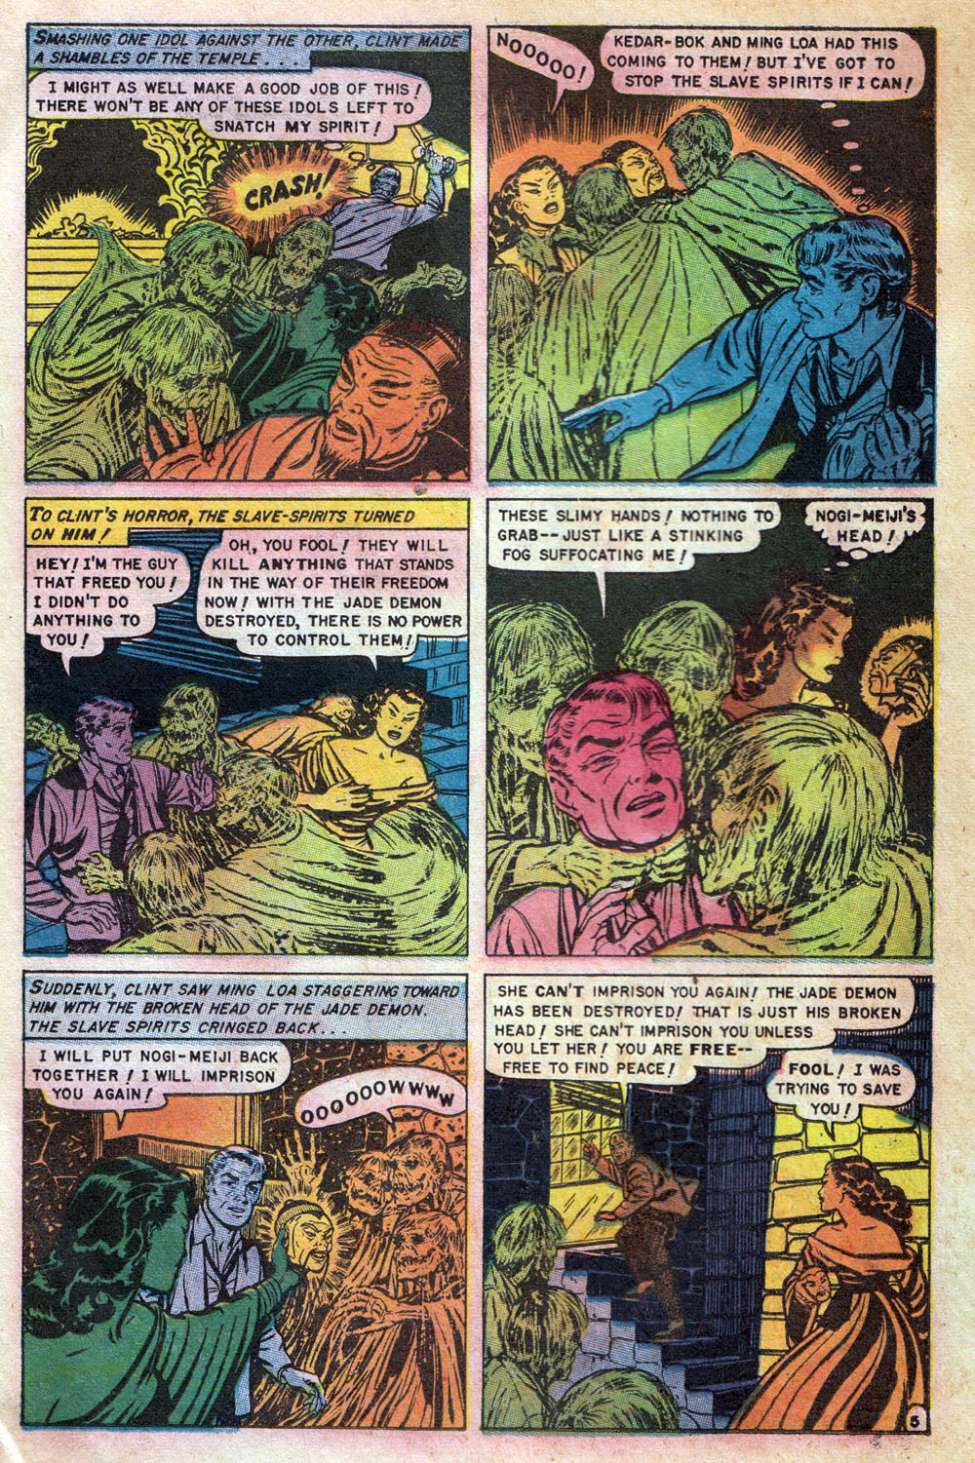 SMASHING ONE IDOL AGAINST THE OTHER, CLINT MADE
A SHAMBLES OF THE TEMPLE...
I MIGHT AS WELL MAKE A GOOD JOB OF THIS!
THERE WON'T BE ANY OF THESE IDOLS LEFT TO
SNATCH MY SPIRIT!
CRASH!
NOOOOO!
KEDAR-BOK AND MING LOA HAD THIS
COMING TO THEM! BUT I'VE GOT TO
STOP THE SLAVE SPIRITS IF I CAN!
TO CLINT'S HORROR, THE SLAVE-SPIRITS TURNED
ON HIM!
HEY! I'M THE GUY
THAT FREED YOU!
I DIDN'T DO
ANYTHING TO
YOU!
OH, YOU FOOL! THEY WILL
KILL ANYTHING THAT STANDS
IN THE WAY OF THEIR FREEDOM
NOW! WITH THE JADE DEMON
DESTROYED, THERE IS NO POWER
TO CONTROL THEM!
THESE SLIMY HANDS! NOTHING TO
GRAB--JUST LIKE A STINKING
FOG SUFFOCATING ME!
NOGI-MEIJI'S
HEAD!
SUDDENLY, CLINT SAW MING LOA STAGGERING TOWARD
HIM WITH THE BROKEN HEAD OF THE JADE DEMON.
THE SLAVE SPIRITS CRINGED BACK...
I WILL PUT NOGI-MEIJI BACK
TOGETHER! I WILL IMPRISON
YOU AGAIN!
OOOOOOWWWW
SHE CAN'T IMPRISON YOU AGAIN! THE JADE DEMON
HAS BEEN DESTROYED! THAT IS JUST HIS BROKEN
HEAD! SHE CAN'T IMPRISON YOU UNLESS
YOU LET HER! YOU ARE FREE--
FREE TO FIND PEACE!
FOOL! I WAS
TRYING TO SAVE
YOU!
5